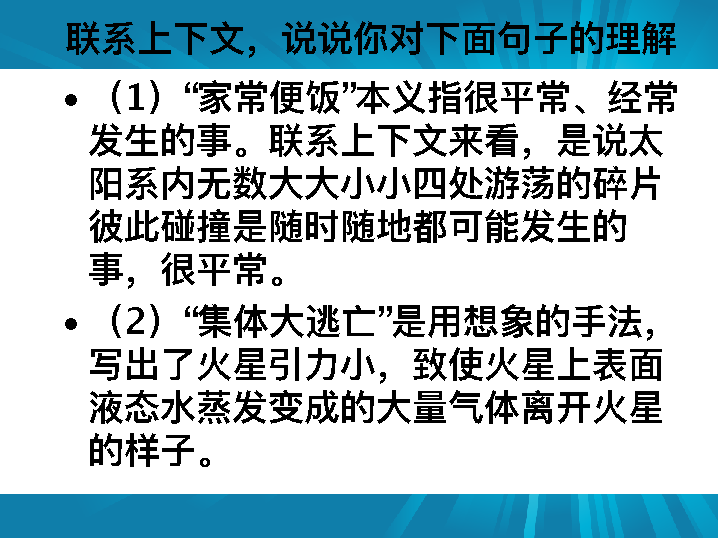 联系上下文，说说你对下面句子的理解
• （1）“家常便饭”本义指很平常、经常
发生的事。联系上下文来看，是说太
阳系内无数大大小小四处游荡的碎片
彼此碰撞是随时随地都可能发生的
事，很平常。
• （2）“集体大逃亡”是用想象的手法，
写出了火星引力小，致使火星上表面
液态水蒸发变成的大量气体离开火星
的样子。